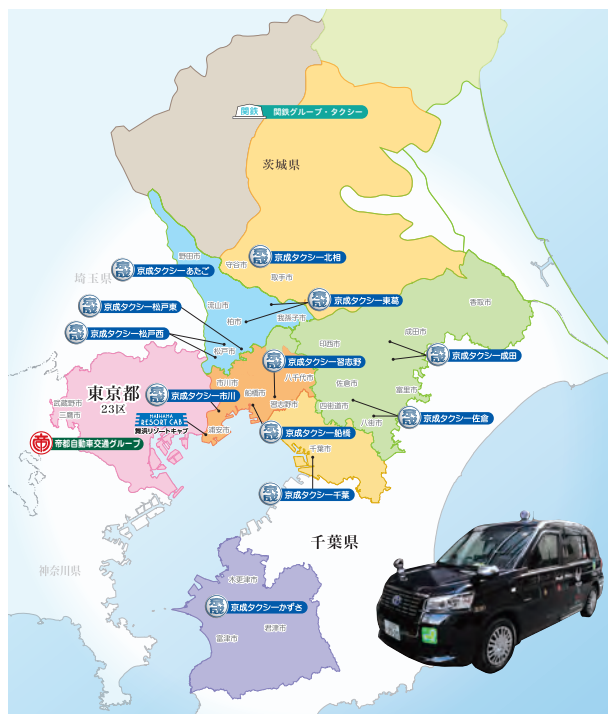 関鉄 関鉄グループ・タクシー
茨城県
野田市
守谷市
京成タクシー北相
取手市
埼玉県
京成タクシーあたご
流山市
京成タクシー東葛
京成タクシー松戸東
柏市
我孫子市
香取市
京成タクシー松戸西
松戸市
印西市
成田市
京成タクシー習志野
京成タクシー成田
東京都
23区
武蔵野市
三鷹市
市川市
八千代市
船橋市
佐倉市
富里市
京成タクシー市川
習志野市
四街道市
京成タクシー佐倉
MAIHAMA
RESORT CAB
舞浜リゾートキャブ
浦安市
京成タクシー船橋
八街市
帝都自動車交通グループ
千葉市
京成タクシー千葉
千葉県
神奈川県
木更津市
京成タクシーかずさ
富津市
君津市